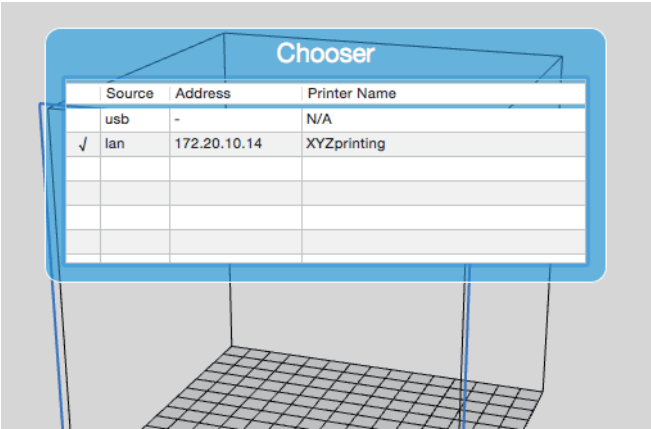 Chooser
Source Address Printer Name
usb - N/A
√ lan 172.20.10.14 XYZprinting